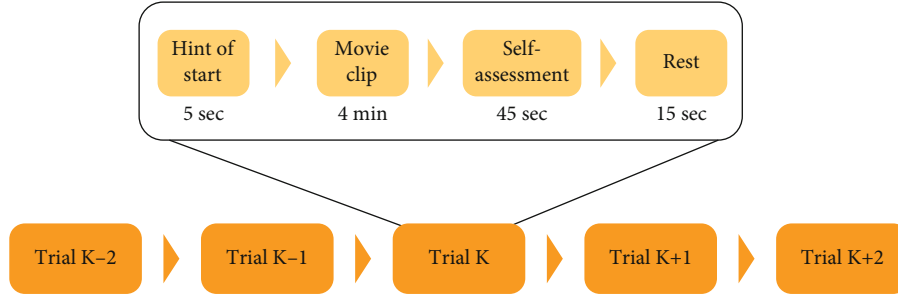 Hint of
start
Movie
clip
Self-
assessment
Rest
5 sec
4 min
45 sec
15 sec
Trial K–2
Trial K–1
Trial K
Trial K+1
Trial K+2